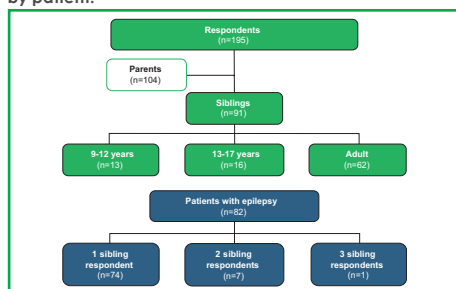 by patient.
Respondents
(n=195)
Parents
(n=104)
Siblings
(n=91)
9-12 years
(n=13)
13-17 years
(n=16)
Adult
(n=62)
Patients with epilepsy
(n=82)
1 sibling
respondent
(n=74)
2 sibling
respondents
(n=7)
3 sibling
respondents
(n=1)